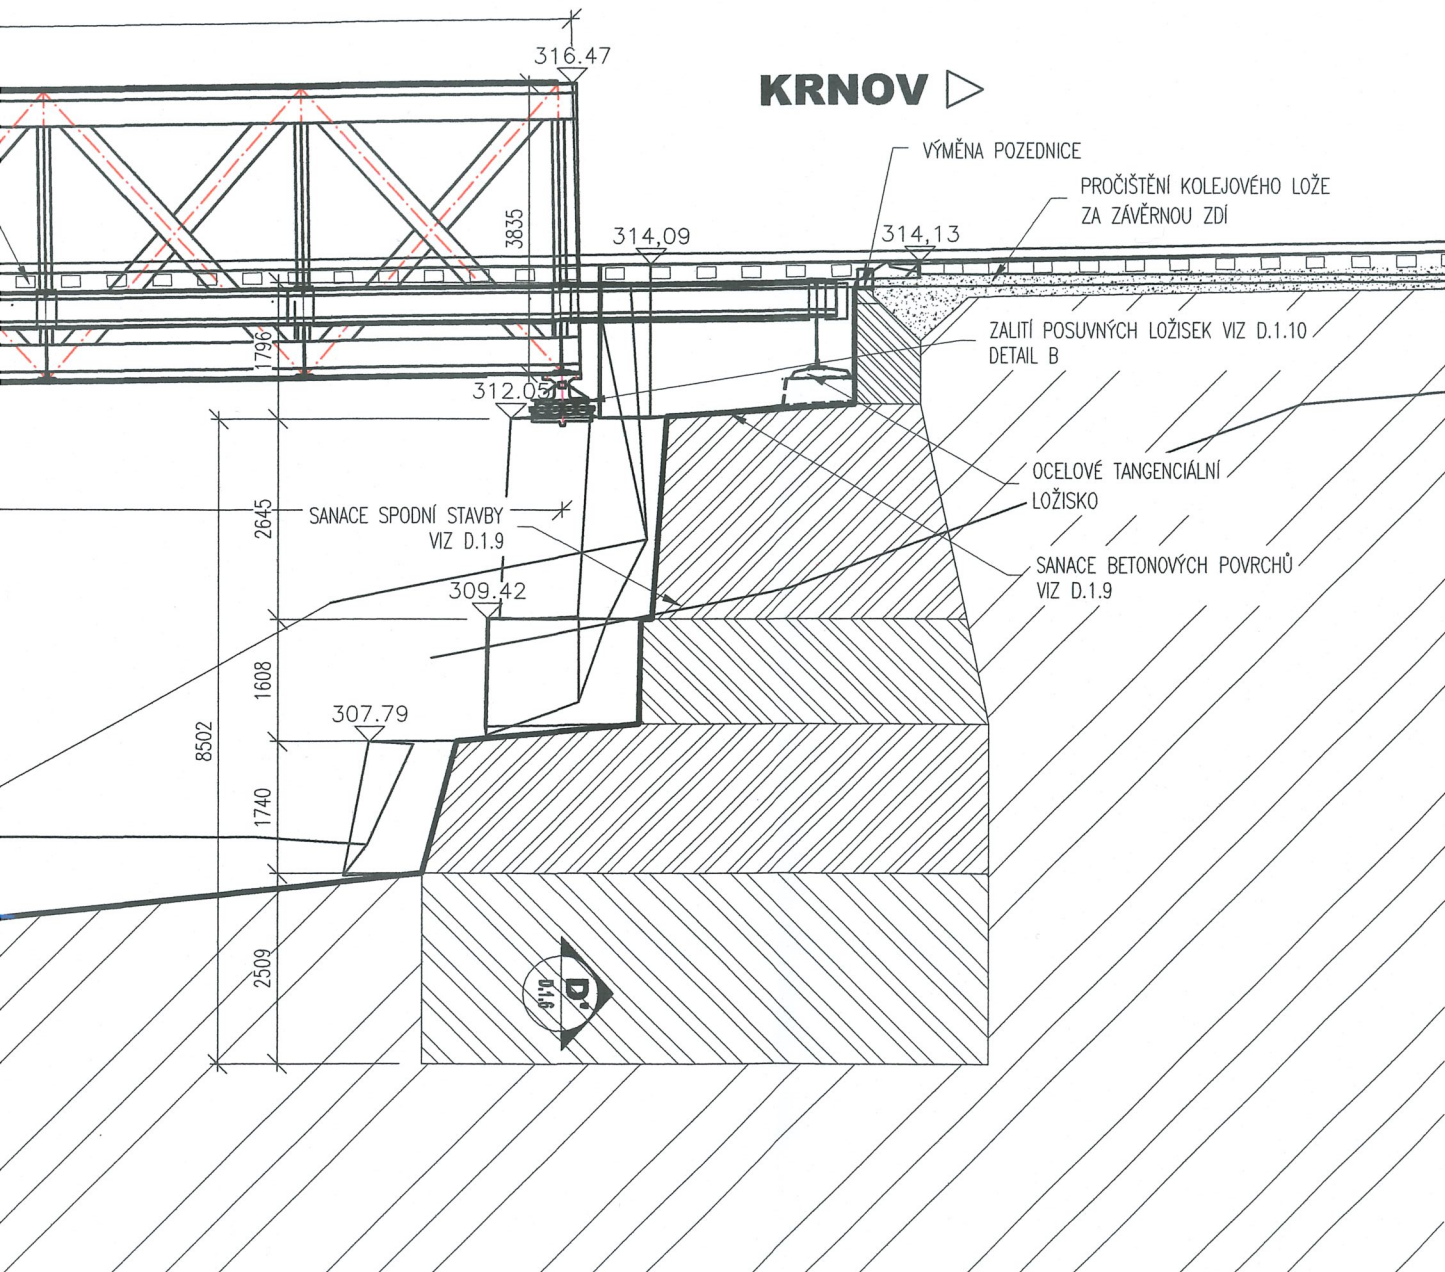 316.47
KRNOV
VÝMĚNA POZEDNICE
PROČIŠTĚNÍ KOLEJOVÉHO LOŽE
ZA ZÁVĚRNOU ZDÍ
3835
314,09
314,13
1796
ZALITÍ POSUVNÝCH LOŽISEK VIZ D.1.10
DETAIL B
312.05
OCELOVÉ TANGENCIÁLNÍ
LOŽISKO
2645
SANACE SPODNÍ STAVBY
VIZ D.1.9
SANACE BETONOVÝCH POVRCHŮ
VIZ D.1.9
309.42
1608
307.79
8502
1740
2509
D'
D.1.6